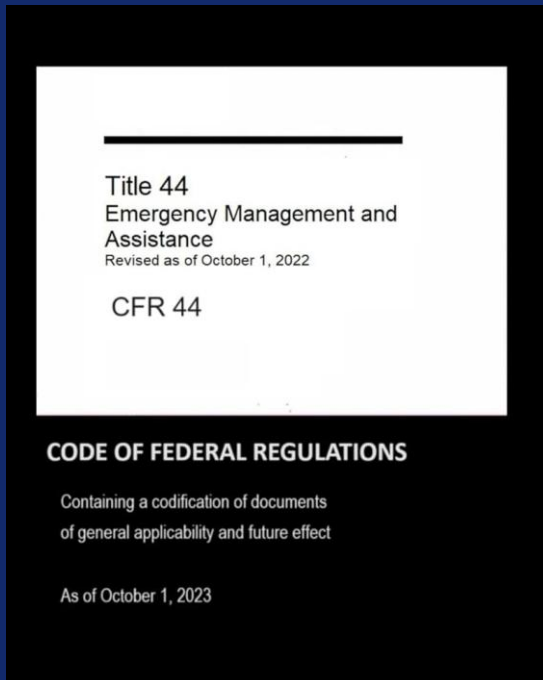 Title 44
Emergency Management and
Assistance
Revised as of October 1, 2022
CFR 44
CODE OF FEDERAL REGULATIONS
Containing a codification of documents
of general applicability and future effect
As of October 1, 2023